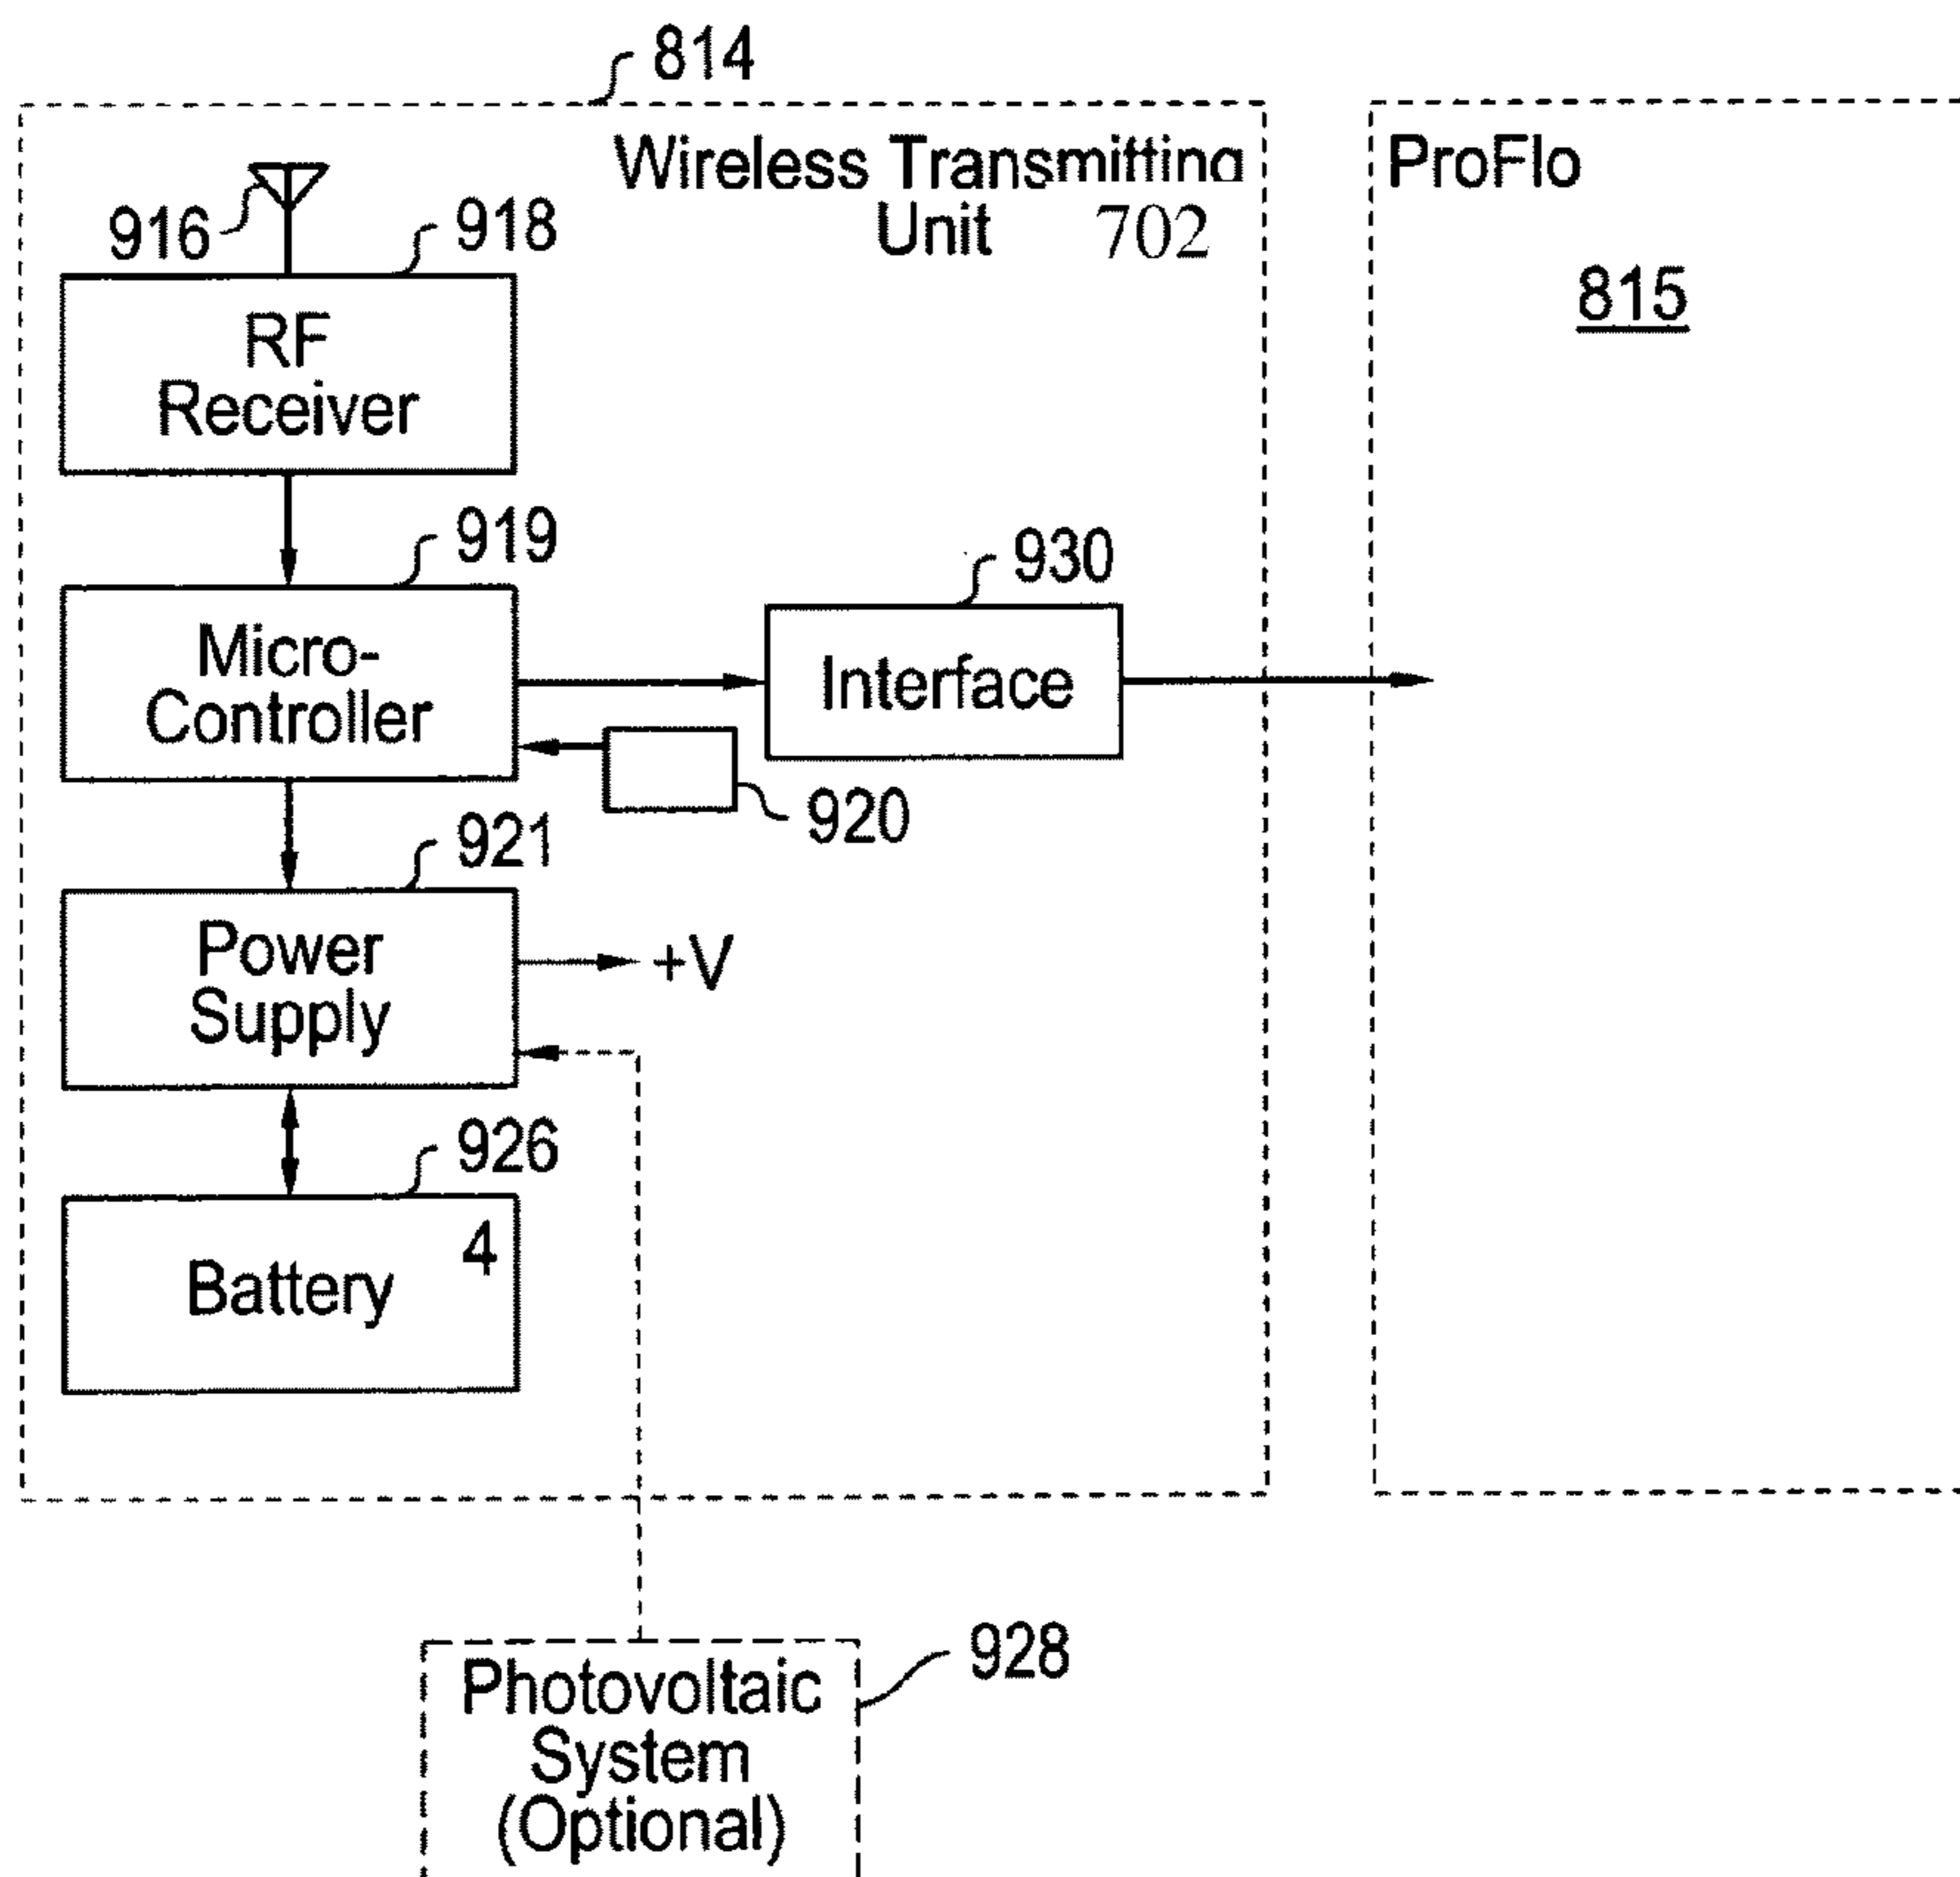 814
Wireless Transmitting
Unit 702
ProFlo
815
916
918
RF
Receiver
919
Micro-
Controller
930
Interface
920
921
Power
Supply
+V
926
4
Battery
928
Photovoltaic
System
(Optional)